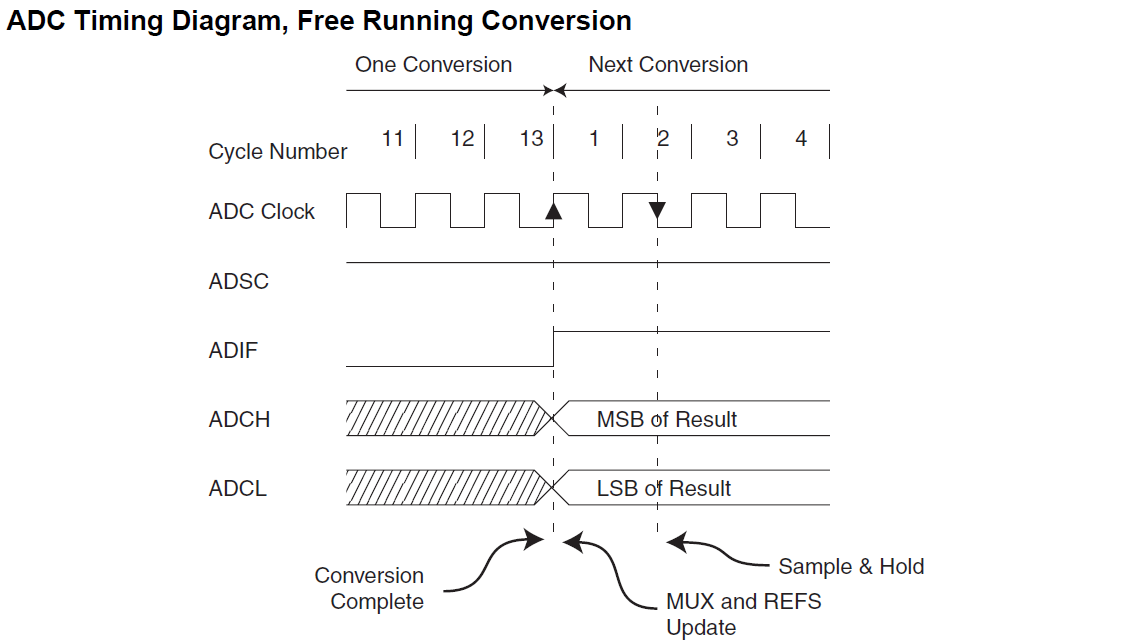 ADC Timing Diagram, Free Running Conversion
One Conversion Next Conversion
Cycle Number 11 12 13 1 2 3 4
ADC Clock
ADSC
ADIF
ADCH MSB of Result
ADCL LSB of Result
Conversion
Complete
Sample & Hold
MUX and REFS
Update